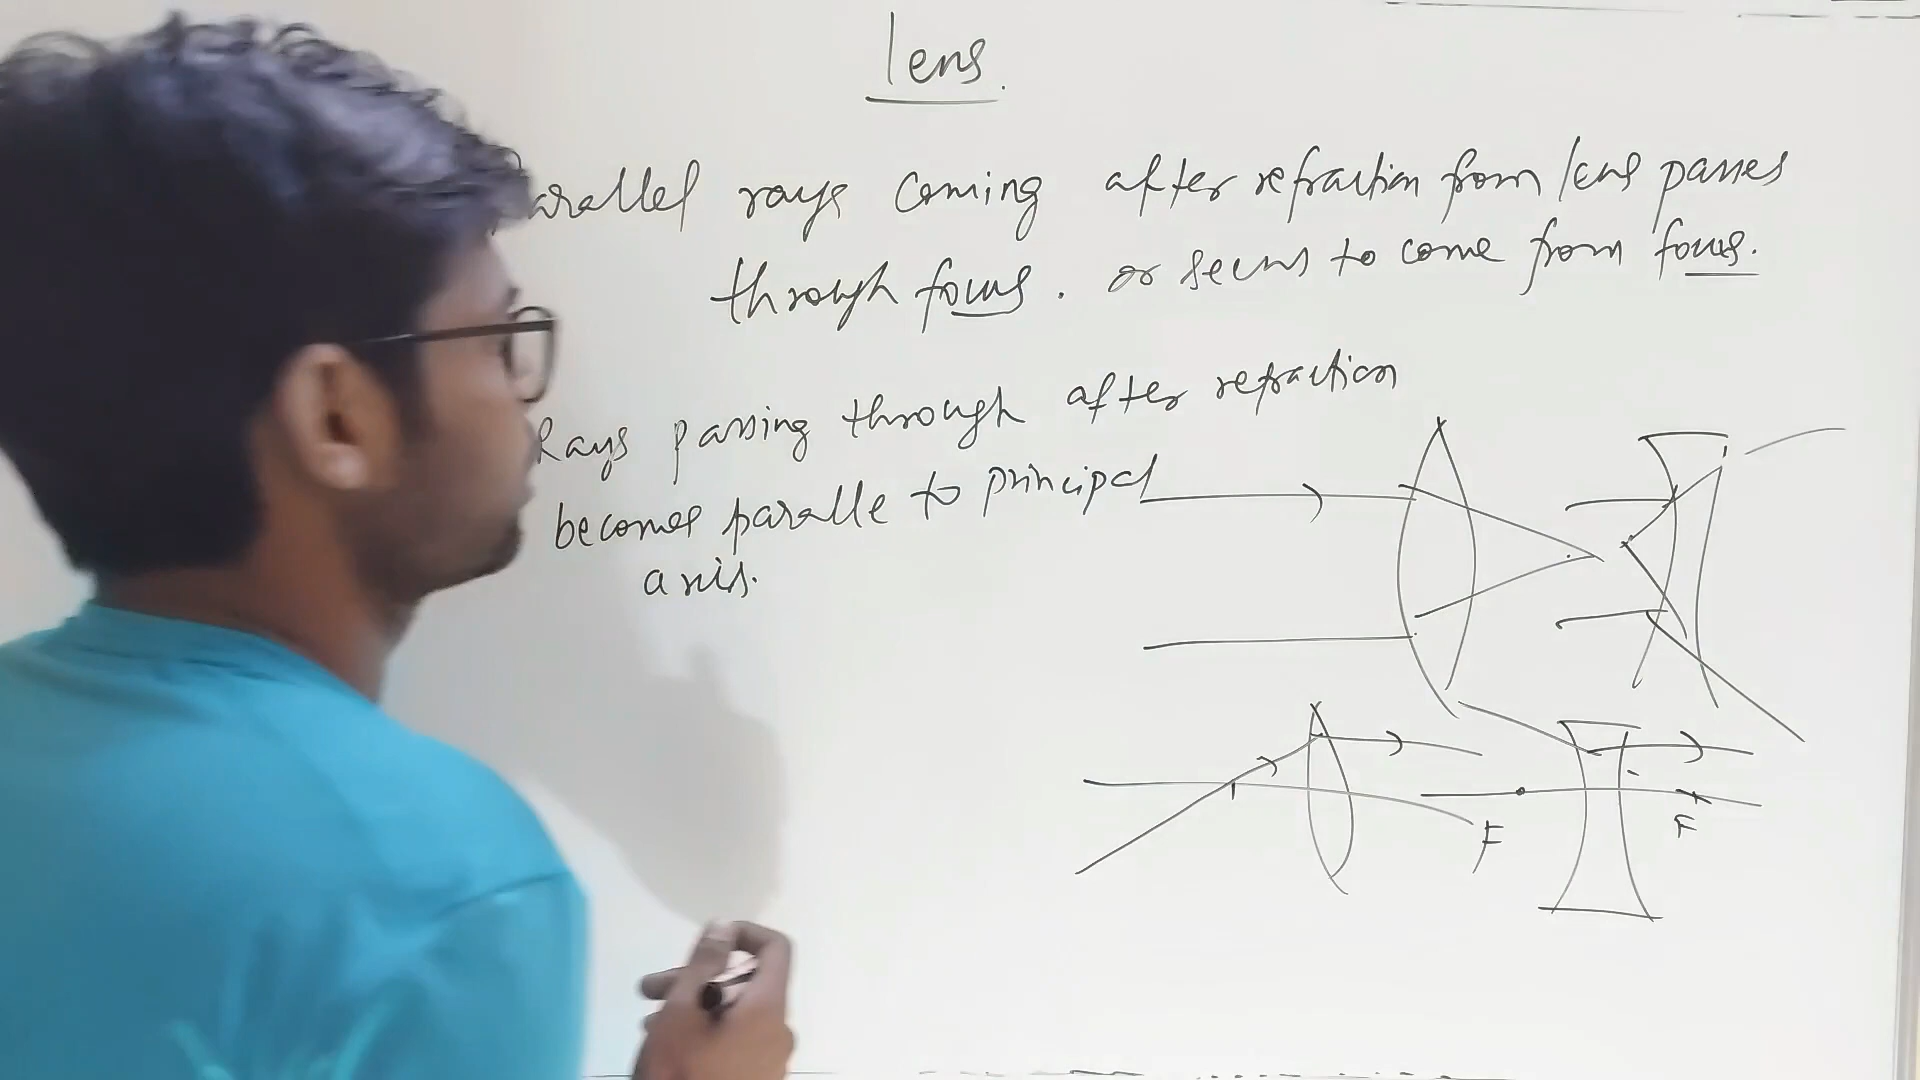 lens.
parallel rays coming after refraction from lens passes
through focus. or seems to come from focus.
Rays passing through after refraction
becomes paralle to principal
axis.
F
F